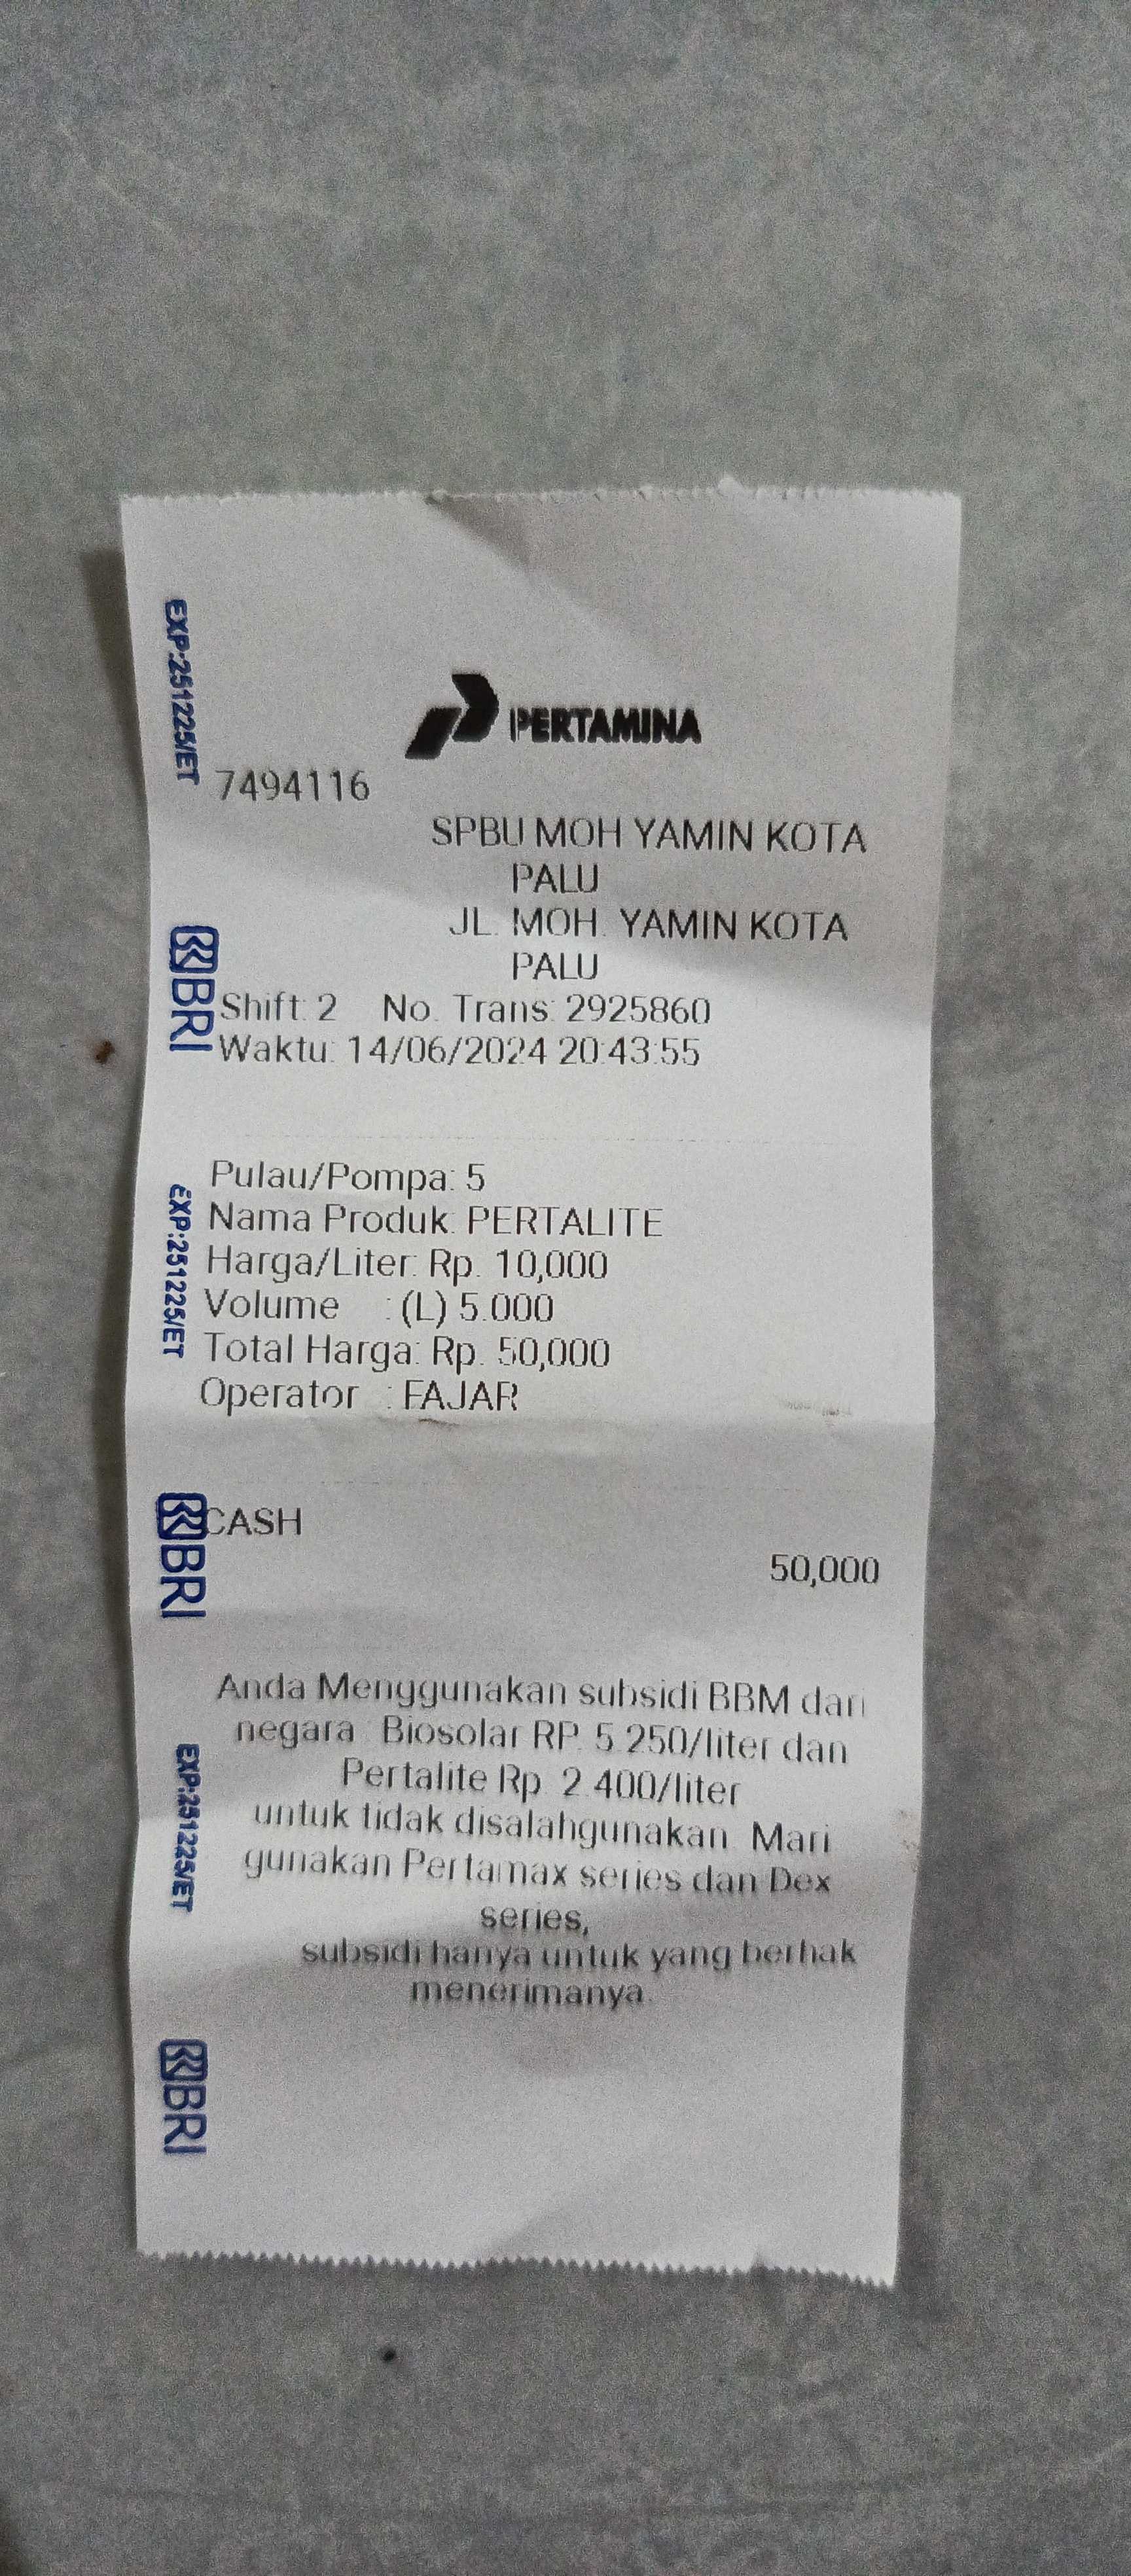 PERTAMINA
7494116
SPBU MOH YAMIN KOTA
PALU
JL. MOH. YAMIN KOTA
PALU
Shift: 2 No. Trans: 2925860
Waktu: 14/06/2024 20:43:55
Pulau/Pompa: 5
Nama Produk: PERTALITE
Harga/Liter: Rp. 10,000
Volume : (L) 5.000
Total Harga: Rp. 50,000
Operator : FAJAR
CASH
50,000
Anda Menggunakan subsidi BBM dari
negara : Biosolar RP. 5.250/liter dan
Pertalite Rp. 2.400/liter
untuk tidak disalahgunakan. Mari
gunakan Pertamax series dan Dex
series,
subsidi hanya untuk yang berhak
menerimanya.
EXP:251225/ET
BRI
EXP:251225/ET
BRI
EXP:251225/ET
BRI